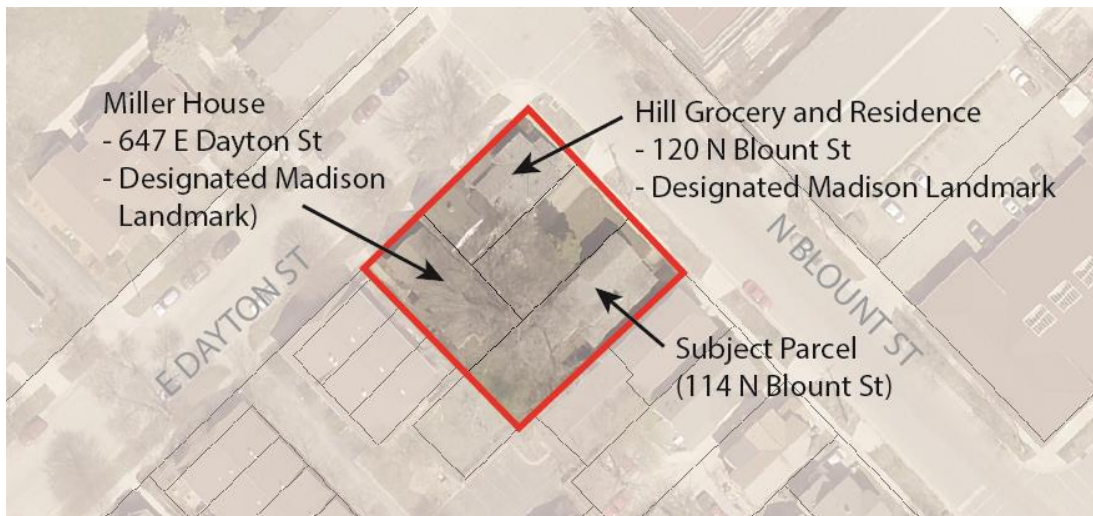 Miller House
- 647 E Dayton St
- Designated Madison
Landmark)
Hill Grocery and Residence
- 120 N Blount St
- Designated Madison Landmark
E DAYTON ST
N BLOUNT ST
Subject Parcel
(114 N Blount St)